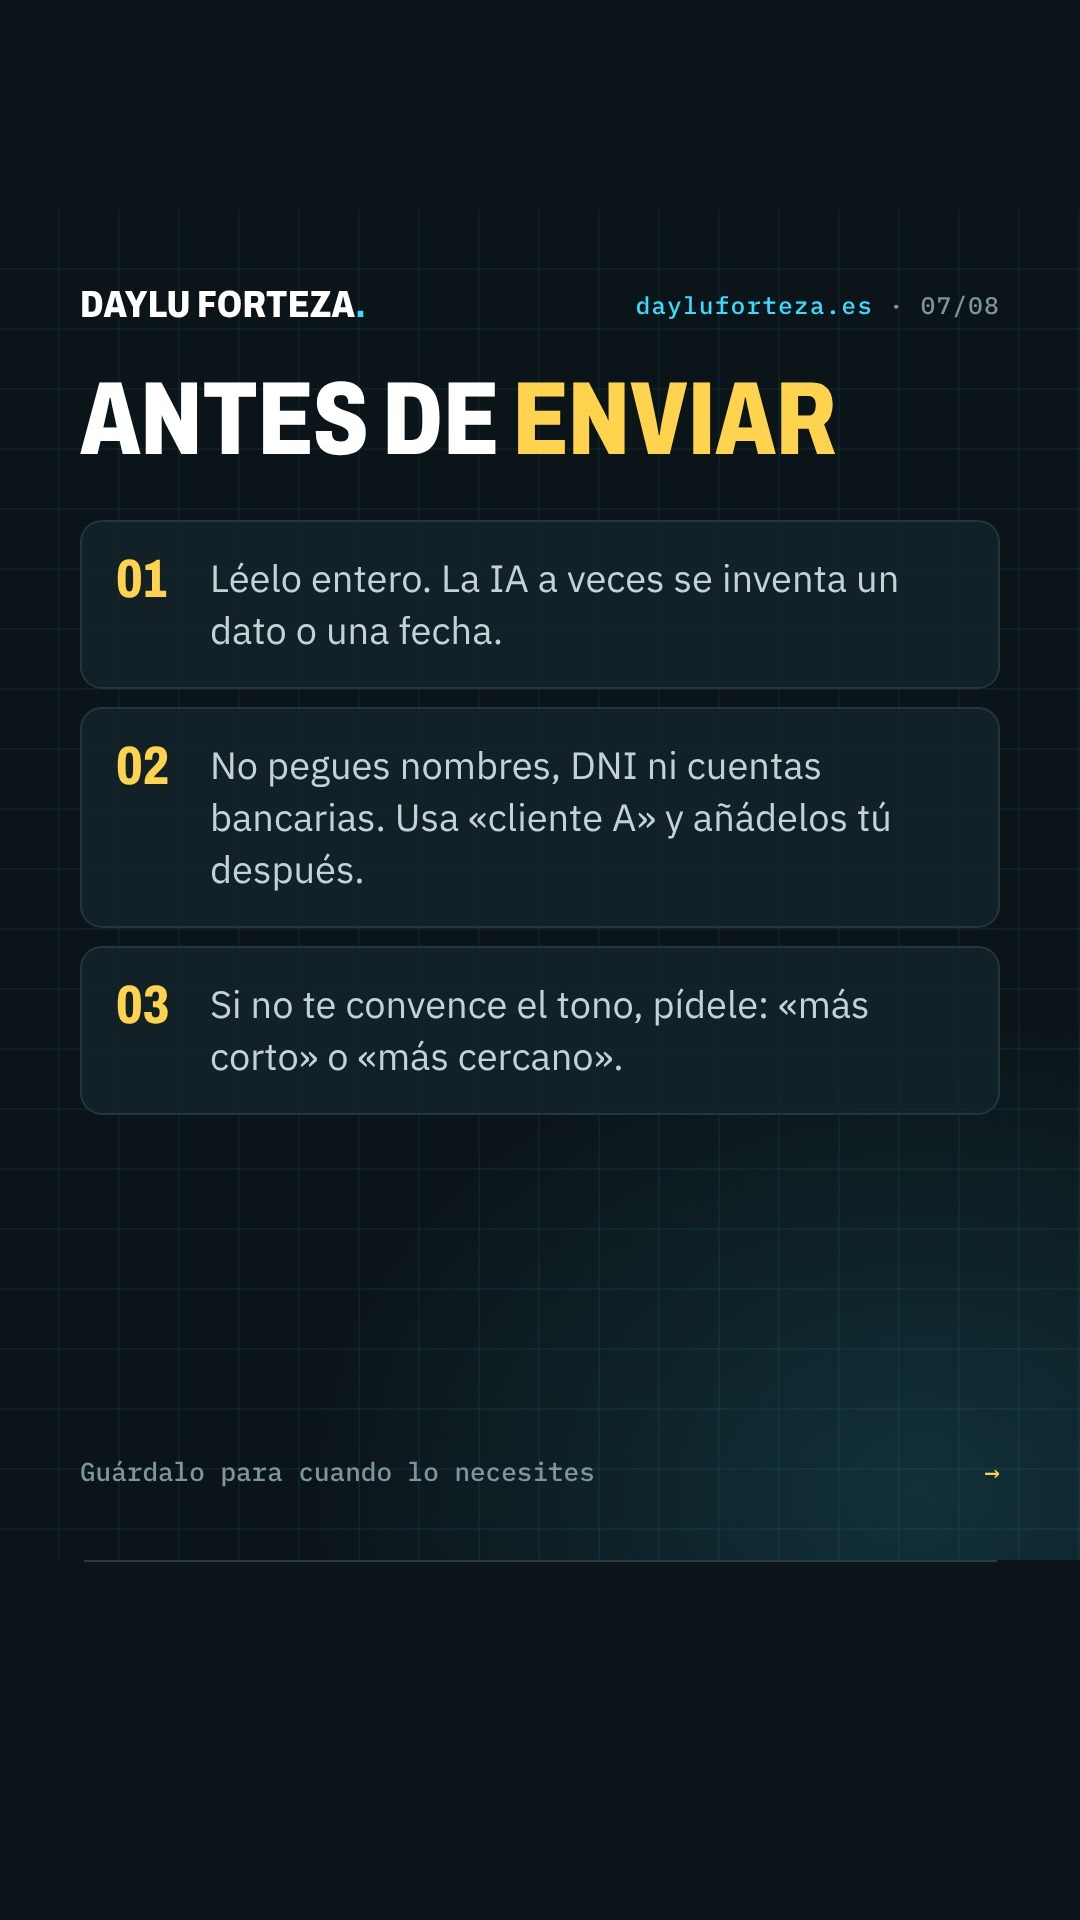 DAYLU FORTEZA.
dayluforteza.es · 07/08
ANTES DE ENVIAR
01
Léelo entero. La IA a veces se inventa un
dato o una fecha.
02
No pegues nombres, DNI ni cuentas
bancarias. Usa «cliente A» y añádelos tú
después.
03
Si no te convence el tono, pídele: «más
corto» o «más cercano».
Guárdalo para cuando lo necesites
→